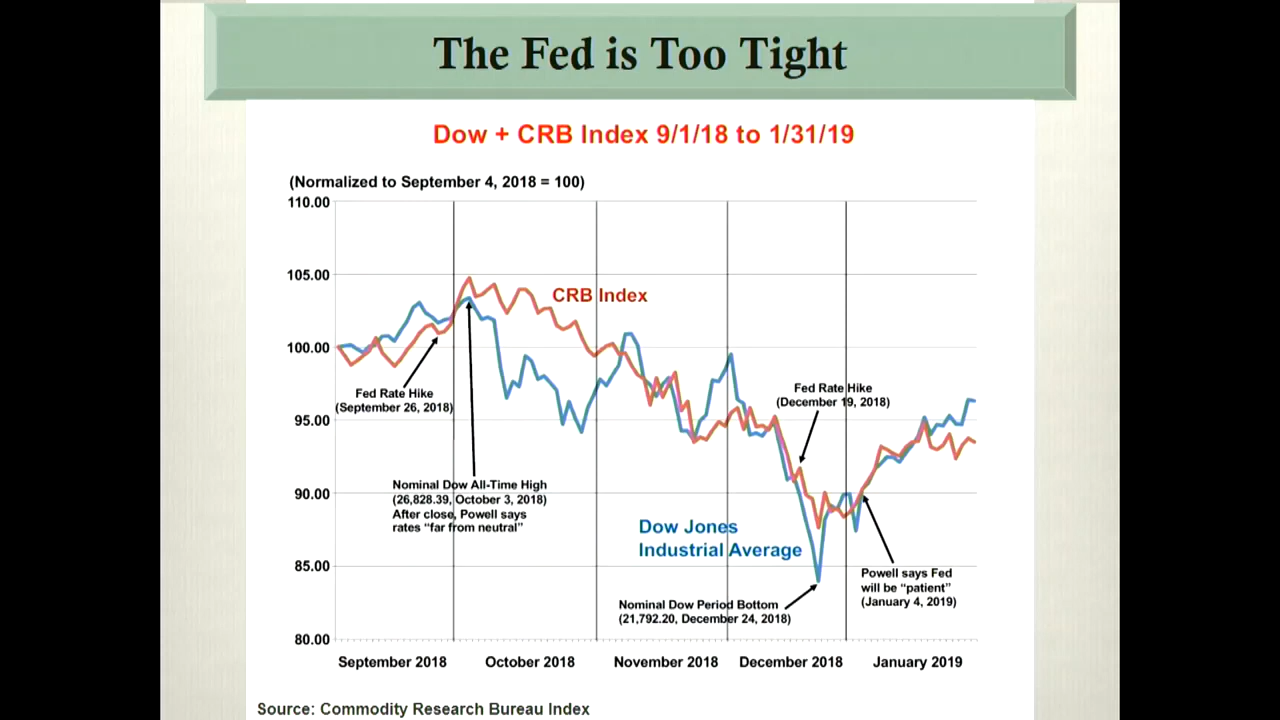 The Fed is Too Tight
Dow + CRB Index 9/1/18 to 1/31/19
(Normalized to September 4, 2018 = 100)
110.00
105.00
100.00
95.00
90.00
85.00
80.00
CRB Index
Fed Rate Hike
(September 26, 2018)
Nominal Dow All-Time High
(26,828.39, October 3, 2018)
After close, Powell says
rates “far from neutral”
Fed Rate Hike
(December 19, 2018)
Dow Jones
Industrial Average
Nominal Dow Period Bottom
(21,792.20, December 24, 2018)
Powell says Fed
will be “patient”
(January 4, 2019)
September 2018
October 2018
November 2018
December 2018
January 2019
Source: Commodity Research Bureau Index